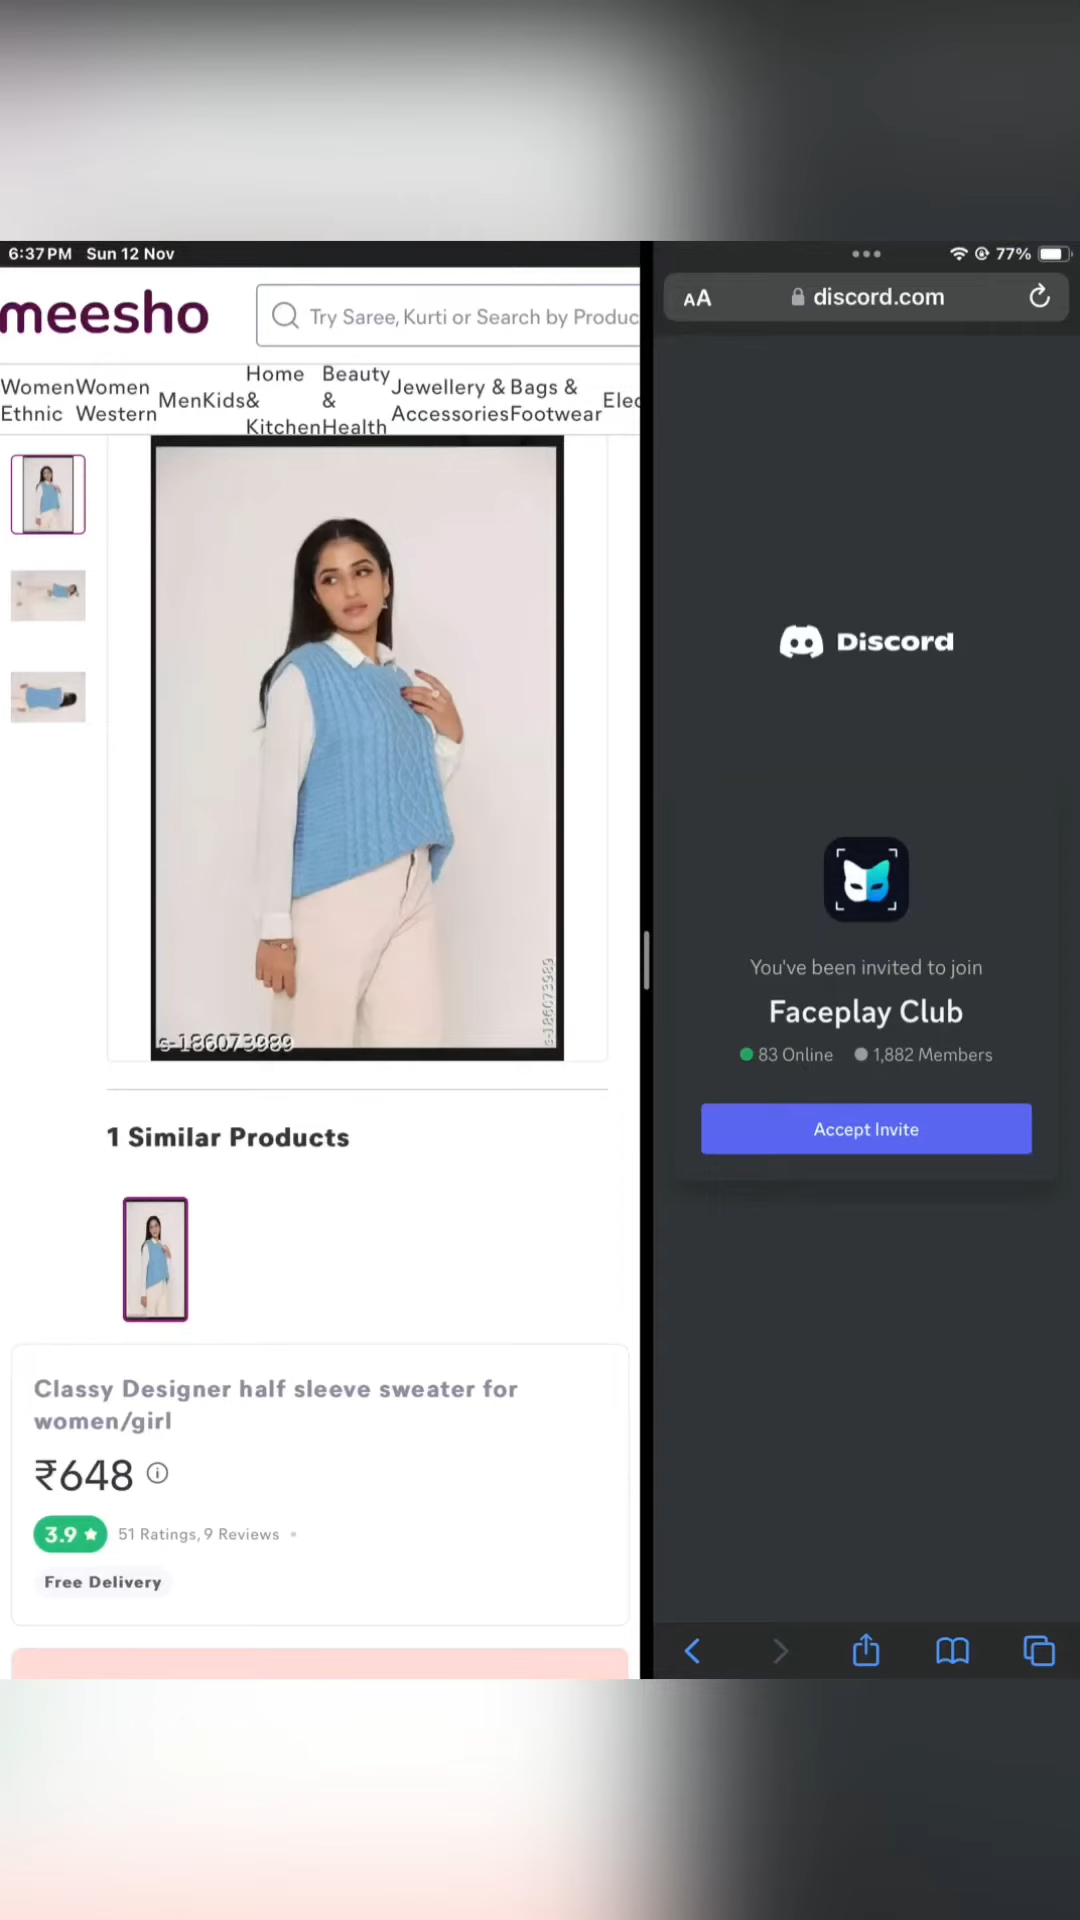 6:37 PM Sun 12 Nov
77%
meesho
Try Saree, Kurti or Search by Produc
Women Ethnic
Women Western
Men
Kids
Home & Kitchen
Beauty & Health
Jewellery & Accessories
Bags & Footwear
Elec
s-186073989
s-186073989
1 Similar Products
Classy Designer half sleeve sweater for
women/girl
₹648
3.9 ★ 51 Ratings, 9 Reviews
Free Delivery
AA discord.com
Discord
You've been invited to join
Faceplay Club
83 Online 1,882 Members
Accept Invite